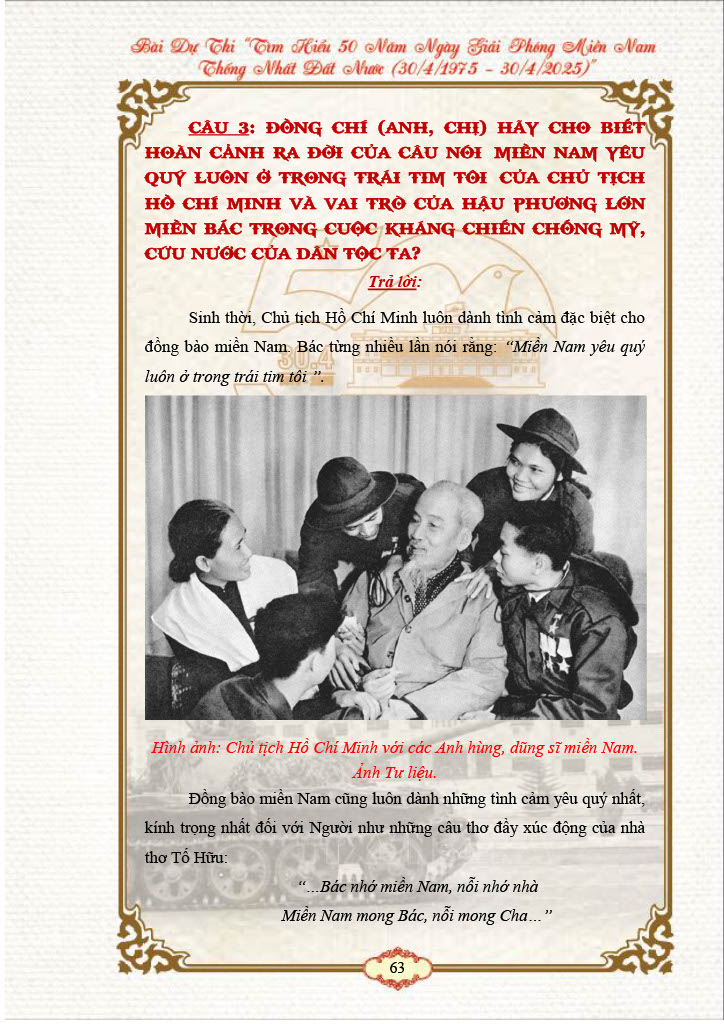 Bài Dự Thi “Tìm Hiểu 50 Năm Ngày Giải Phóng Miền Nam
Thống Nhất Đất Nước (30/4/1975 – 30/4/2025)”
CÂU 3: ĐỒNG CHÍ (ANH, CHỊ) HÃY CHO BIẾT
HOÀN CẢNH RA ĐỜI CỦA CÂU NÓI MIỀN NAM YÊU
QUÝ LUÔN Ở TRONG TRÁI TIM TÔI CỦA CHỦ TỊCH
HỒ CHÍ MINH VÀ VAI TRÒ CỦA HẬU PHƯƠNG LỚN
MIỀN BẮC TRONG CUỘC KHÁNG CHIẾN CHỐNG MỸ,
CỨU NƯỚC CỦA DÂN TỘC TA?
Trả lời:
Sinh thời, Chủ tịch Hồ Chí Minh luôn dành tình cảm đặc biệt cho
đồng bào miền Nam. Bác từng nhiều lần nói rằng: “Miền Nam yêu quý
luôn ở trong trái tim tôi ”.
30.4
Hình ảnh: Chủ tịch Hồ Chí Minh với các Anh hùng, dũng sĩ miền Nam.
Ảnh Tư liệu.
Đồng bào miền Nam cũng luôn dành những tình cảm yêu quý nhất,
kính trọng nhất đối với Người như những câu thơ đầy xúc động của nhà
thơ Tố Hữu:
“…Bác nhớ miền Nam, nỗi nhớ nhà
Miền Nam mong Bác, nỗi mong Cha…”
63